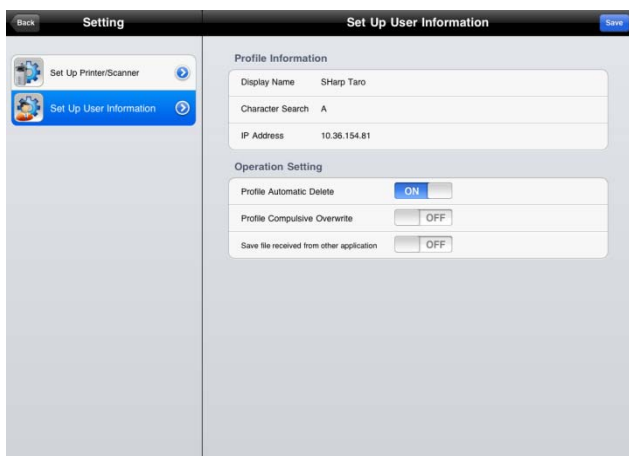 Back
Setting
Set Up User Information
Save
Set Up Printer/Scanner
Set Up User Information
Profile Information
Display Name SHarp Taro
Character Search A
IP Address 10.36.154.81
Operation Setting
Profile Automatic Delete ON
Profile Compulsive Overwrite OFF
Save file received from other application OFF